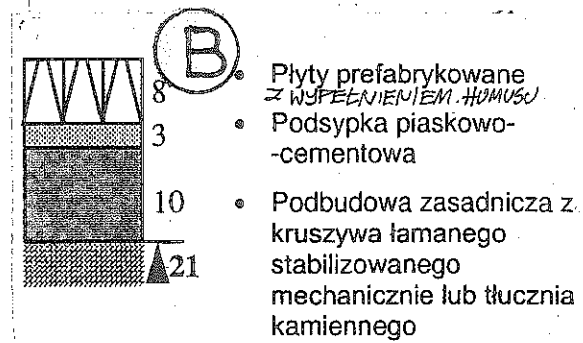 B
8
Płyty prefabrykowane
Z WYPEŁNIENIEM HUMUSU
3
Podsypka piaskowo-
-cementowa
10
Podbudowa zasadnicza z
kruszywa łamanego
stabilizowanego
mechanicznie lub tłucznia
kamiennego
21